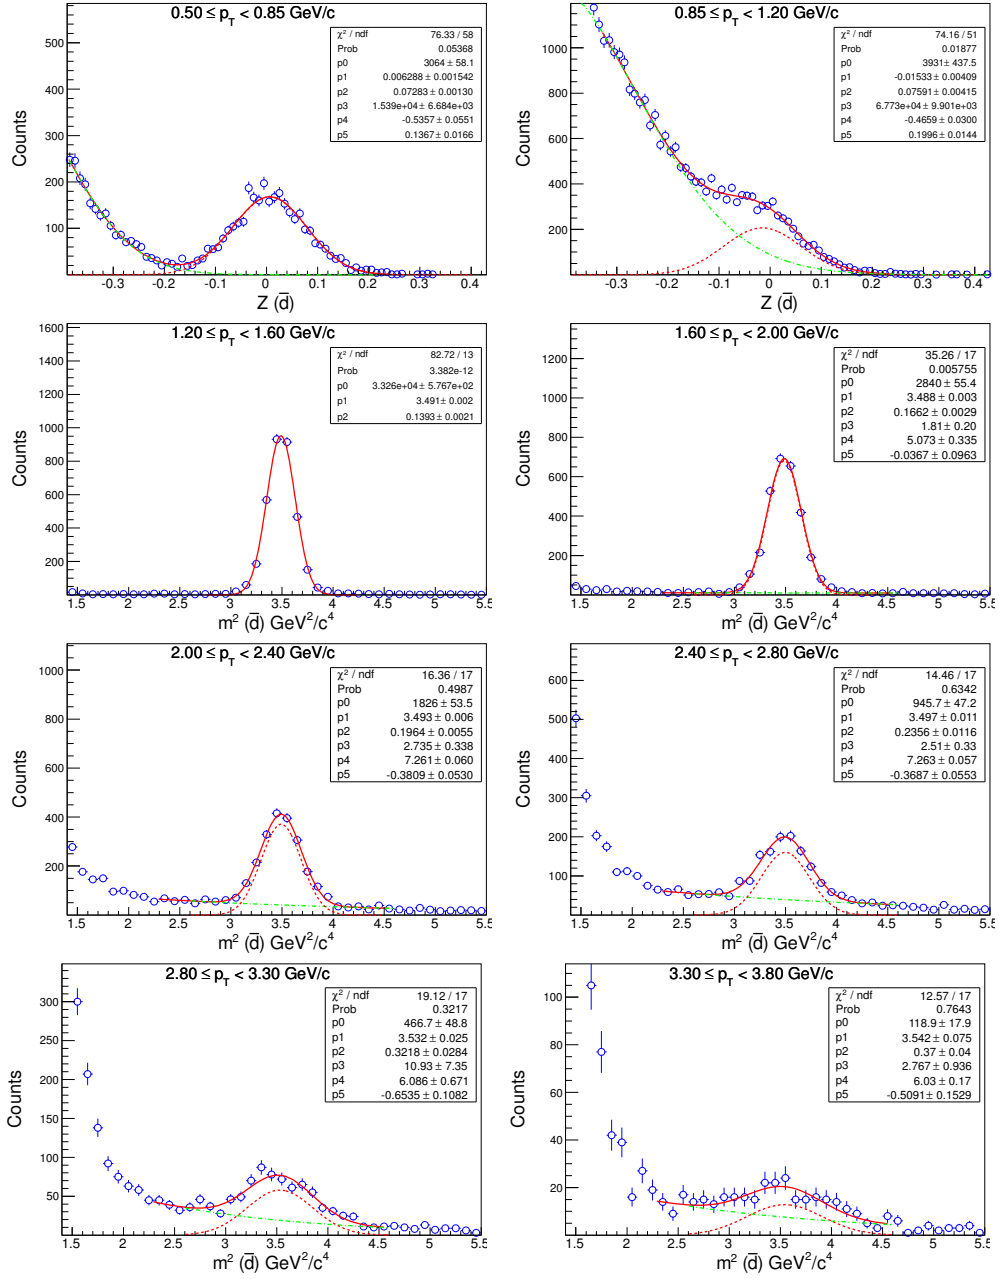 0.50 ≤ p_T < 0.85 GeV/c
χ² / ndf 76.33 / 58
Prob 0.05368
p0 3064 ± 58.1
p1 0.006288 ± 0.001542
p2 0.07283 ± 0.00130
p3 1.539e+04 ± 6.684e+03
p4 -0.5357 ± 0.0551
p5 0.1367 ± 0.0166
Counts
500
400
300
200
100
0
-0.3 -0.2 -0.1 0 0.1 0.2 0.3 0.4
Z (d̅)
0.85 ≤ p_T < 1.20 GeV/c
χ² / ndf 74.16 / 51
Prob 0.01877
p0 3931 ± 437.5
p1 -0.01533 ± 0.00409
p2 0.07591 ± 0.00415
p3 6.773e+04 ± 9.901e+03
p4 -0.4659 ± 0.0300
p5 0.1996 ± 0.0144
Counts
1000
800
600
400
200
0
-0.3 -0.2 -0.1 0 0.1 0.2 0.3 0.4
Z (d̅)
1.20 ≤ p_T < 1.60 GeV/c
χ² / ndf 82.72 / 13
Prob 3.382e-12
p0 3.326e+04 ± 5.767e+02
p1 3.491 ± 0.002
p2 0.1393 ± 0.0021
Counts
1600
1400
1200
1000
800
600
400
200
0
1.5 2 2.5 3 3.5 4 4.5 5 5.5
m² (d̅) GeV²/c⁴
1.60 ≤ p_T < 2.00 GeV/c
χ² / ndf 35.26 / 17
Prob 0.005755
p0 2840 ± 55.4
p1 3.488 ± 0.003
p2 0.1662 ± 0.0029
p3 1.81 ± 0.20
p4 5.073 ± 0.335
p5 -0.0367 ± 0.0963
Counts
1200
1000
800
600
400
200
0
1.5 2 2.5 3 3.5 4 4.5 5 5.5
m² (d̅) GeV²/c⁴
2.00 ≤ p_T < 2.40 GeV/c
χ² / ndf 16.36 / 17
Prob 0.4987
p0 1826 ± 53.5
p1 3.493 ± 0.006
p2 0.1964 ± 0.0055
p3 2.735 ± 0.338
p4 7.261 ± 0.060
p5 -0.3809 ± 0.0530
Counts
1000
800
600
400
200
1.5 2 2.5 3 3.5 4 4.5 5 5.5
m² (d̅) GeV²/c⁴
2.40 ≤ p_T < 2.80 GeV/c
χ² / ndf 14.46 / 17
Prob 0.6342
p0 945.7 ± 47.2
p1 3.497 ± 0.011
p2 0.2356 ± 0.0116
p3 2.51 ± 0.33
p4 7.263 ± 0.057
p5 -0.3687 ± 0.0553
Counts
600
500
400
300
200
100
1.5 2 2.5 3 3.5 4 4.5 5 5.5
m² (d̅) GeV²/c⁴
2.80 ≤ p_T < 3.30 GeV/c
χ² / ndf 19.12 / 17
Prob 0.3217
p0 466.7 ± 48.8
p1 3.532 ± 0.025
p2 0.3218 ± 0.0284
p3 10.93 ± 7.35
p4 6.086 ± 0.671
p5 -0.6535 ± 0.1082
Counts
300
250
200
150
100
50
1.5 2 2.5 3 3.5 4 4.5 5 5.5
m² (d̅) GeV²/c⁴
3.30 ≤ p_T < 3.80 GeV/c
χ² / ndf 12.57 / 17
Prob 0.7643
p0 118.9 ± 17.9
p1 3.542 ± 0.075
p2 0.37 ± 0.04
p3 2.767 ± 0.936
p4 6.03 ± 0.17
p5 -0.5091 ± 0.1529
Counts
100
80
60
40
20
0
1.5 2 2.5 3 3.5 4 4.5 5 5.5
m² (d̅) GeV²/c⁴